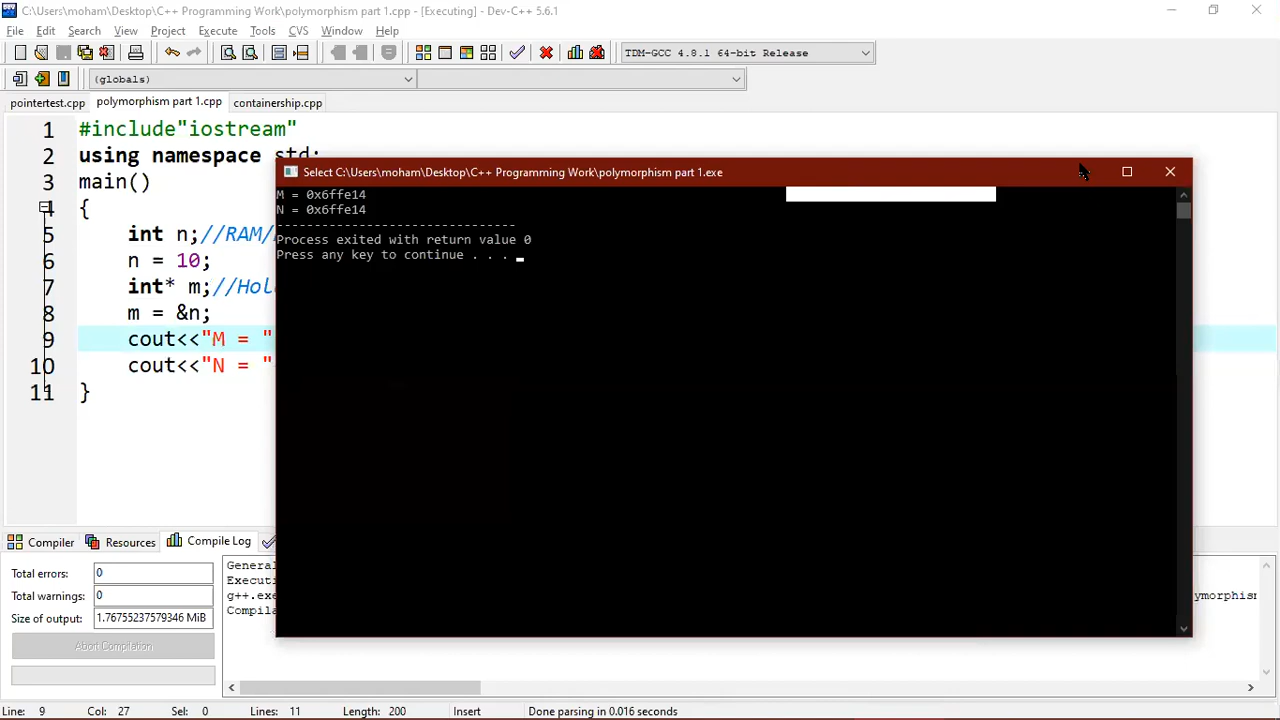 C:\Users\moham\Desktop\C++ Programming Work\polymorphism part 1.cpp - [Executing] - Dev-C++ 5.6.1
File Edit Search View Project Execute Tools CVS Window Help
TDM-GCC 4.8.1 64-bit Release
(globals)
pointertest.cpp polymorphism part 1.cpp containership.cpp
1 #include"iostream"
2 using namespace std;
3 main()
4 {
5 int n;//RAM/
6 n = 10;
7 int* m;//Hol
8 m = &n;
9 cout<<"M = "
10 cout<<"N = "
11 }
Select C:\Users\moham\Desktop\C++ Programming Work\polymorphism part 1.exe
M = 0x6ffe14
N = 0x6ffe14
--------------------------------
Process exited with return value 0
Press any key to continue . . .
Compiler Resources Compile Log
Total errors: 0
Total warnings: 0
Size of output: 1.76755237579346 MiB
Abort Compilation
General
Executi
g++.exe
Compila
ymorphism
Line: 9 Col: 27 Sel: 0 Lines: 11 Length: 200 Insert Done parsing in 0.016 seconds